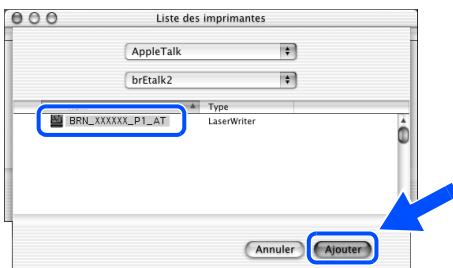 Liste des imprimantes
AppleTalk
brEtalk2
Type
BRN_XXXXXX_P1_AT LaserWriter
Annuler Ajouter